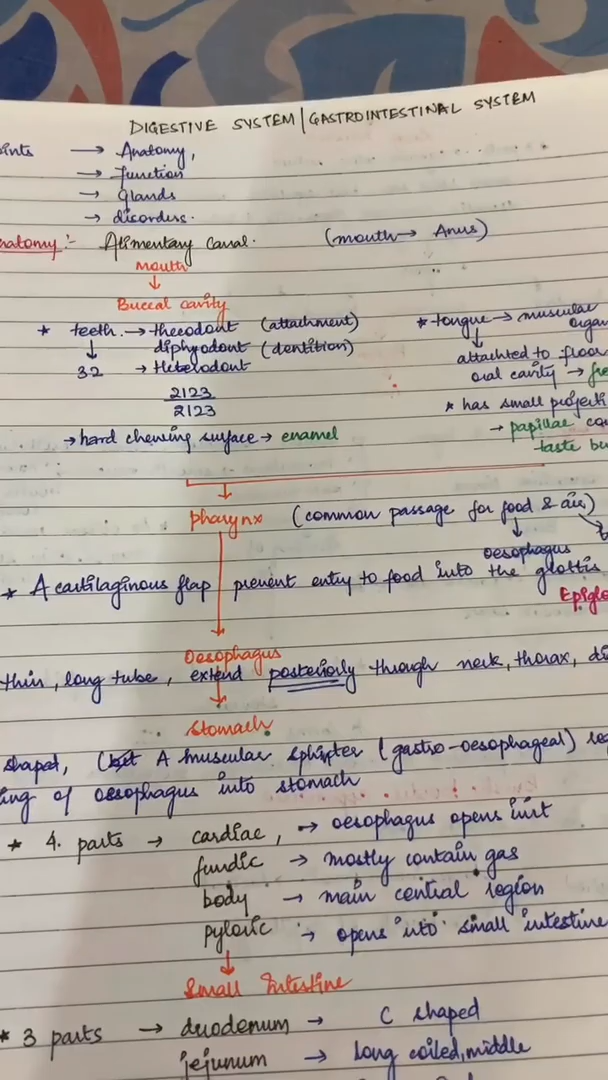 DIGESTIVE SYSTEM | GASTROINTESTINAL SYSTEM
→ Anatomy,
→ function
→ Glands
→ disorders.
Alimentary canal. (mouth → Anus)
Mouth
↓
Buccal cavity
* teeth. → thecodont (attachment) * tongue → muscular
↓ diphyodont (dentition) ↓
32 → Heterodont attachted to floor
oral cavity →
2123
2123 * has small
→ hard chewing surface → enamel → papillae
taste
↓
Pharynx (common passage for food & air)
↓
oesophagus
* A cartilaginous flap prevent entry to food into the glottis
↓
Oesophagus
thin, long tube, extend posteriorly through neck, thorax,
↓
Stomach
shaped, A muscular sphincter (gastro-oesophageal)
of oesophagus into stomach
* 4. parts → cardiac, → oesophagus opens
fundic → mostly contain gas
body → main central region
pyloric → opens into small intestine
↓
Small Intestine
* 3 parts → duodenum → C shaped
jejunum → long coiled, middle